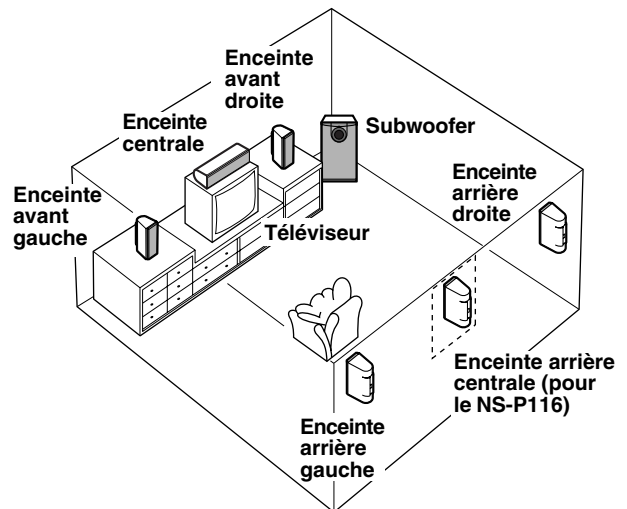 Enceinte
avant
droite
Enceinte
centrale
Subwoofer
Enceinte
avant
gauche
Téléviseur
Enceinte
arrière
droite
Enceinte arrière
centrale (pour
le NS-P116)
Enceinte
arrière
gauche